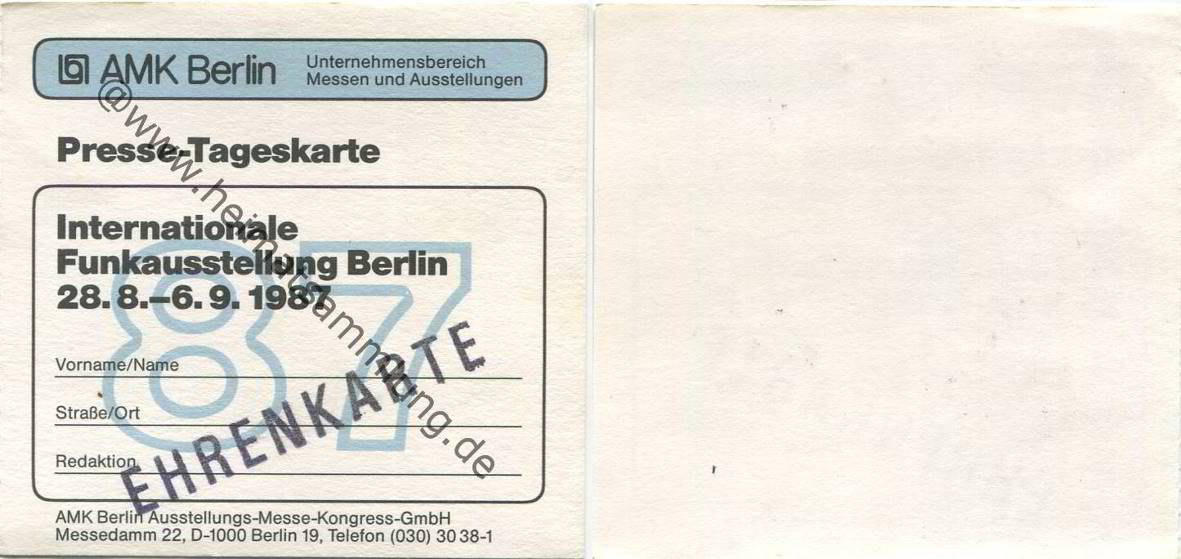 AMK Berlin
Unternehmensbereich
Messen und Ausstellungen
Presse-Tageskarte
Internationale
Funkausstellung Berlin
28.8.–6.9.1987
87
Vorname/Name
Straße/Ort
Redaktion
EHRENKARTE
AMK Berlin Ausstellungs-Messe-Kongress-GmbH
Messedamm 22, D-1000 Berlin 19, Telefon (030) 3038-1
@www.heimatsammlung.de